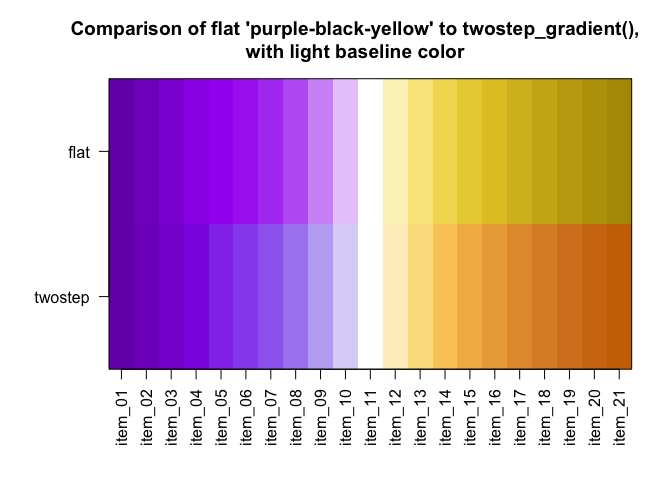 Comparison of flat 'purple-black-yellow' to twostep_gradient(),
with light baseline color
flat
twostep
item_01
item_02
item_03
item_04
item_05
item_06
item_07
item_08
item_09
item_10
item_11
item_12
item_13
item_14
item_15
item_16
item_17
item_18
item_19
item_20
item_21